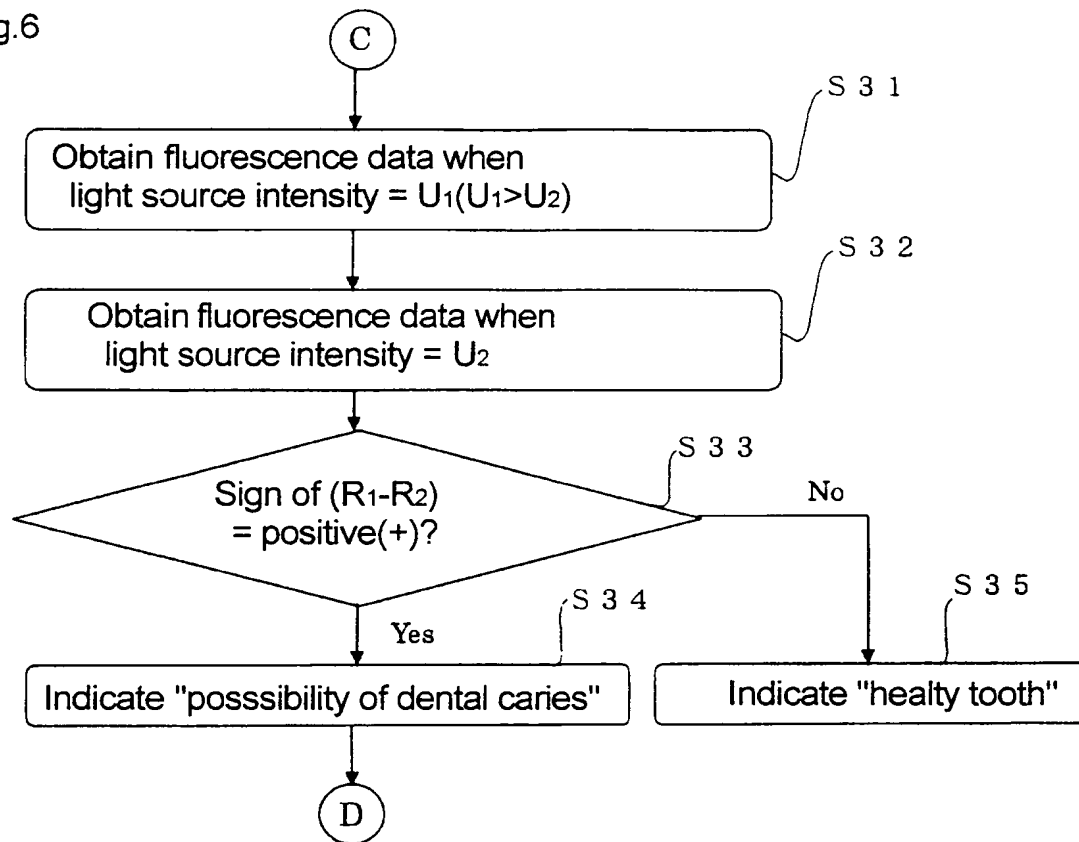 g.6
C
S 3 1
Obtain fluorescence data when
light source intensity = U1(U1>U2)
S 3 2
Obtain fluorescence data when
light source intensity = U2
S 3 3
Sign of (R1-R2)
= positive(+)?
No
S 3 4
S 3 5
Yes
Indicate "posssibility of dental caries"
Indicate "healty tooth"
D